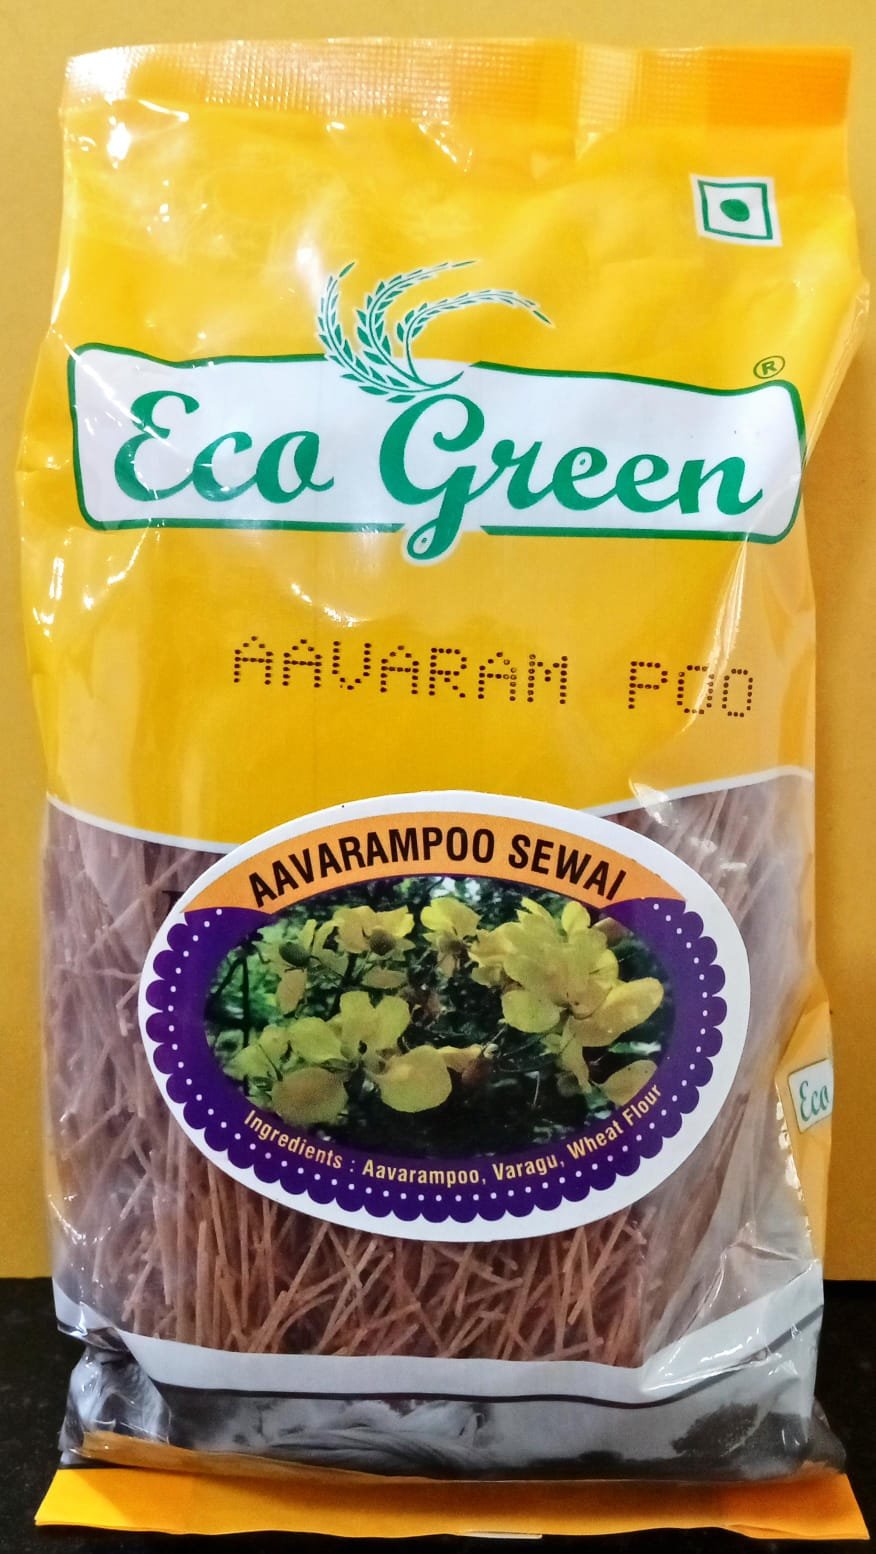 ®
Eco Green
AAVARAM POO
AAVARAMPOO SEWAI
Ingredients : Aavarampoo, Varagu, Wheat Flour
Eco